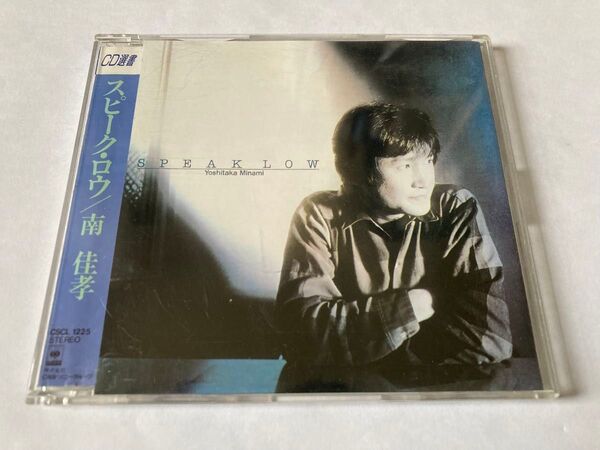 CD選書
スピーク・ロウ/南 佳孝
CSCL 1225
STEREO
SPEAK LOW
Yoshitaka Minami